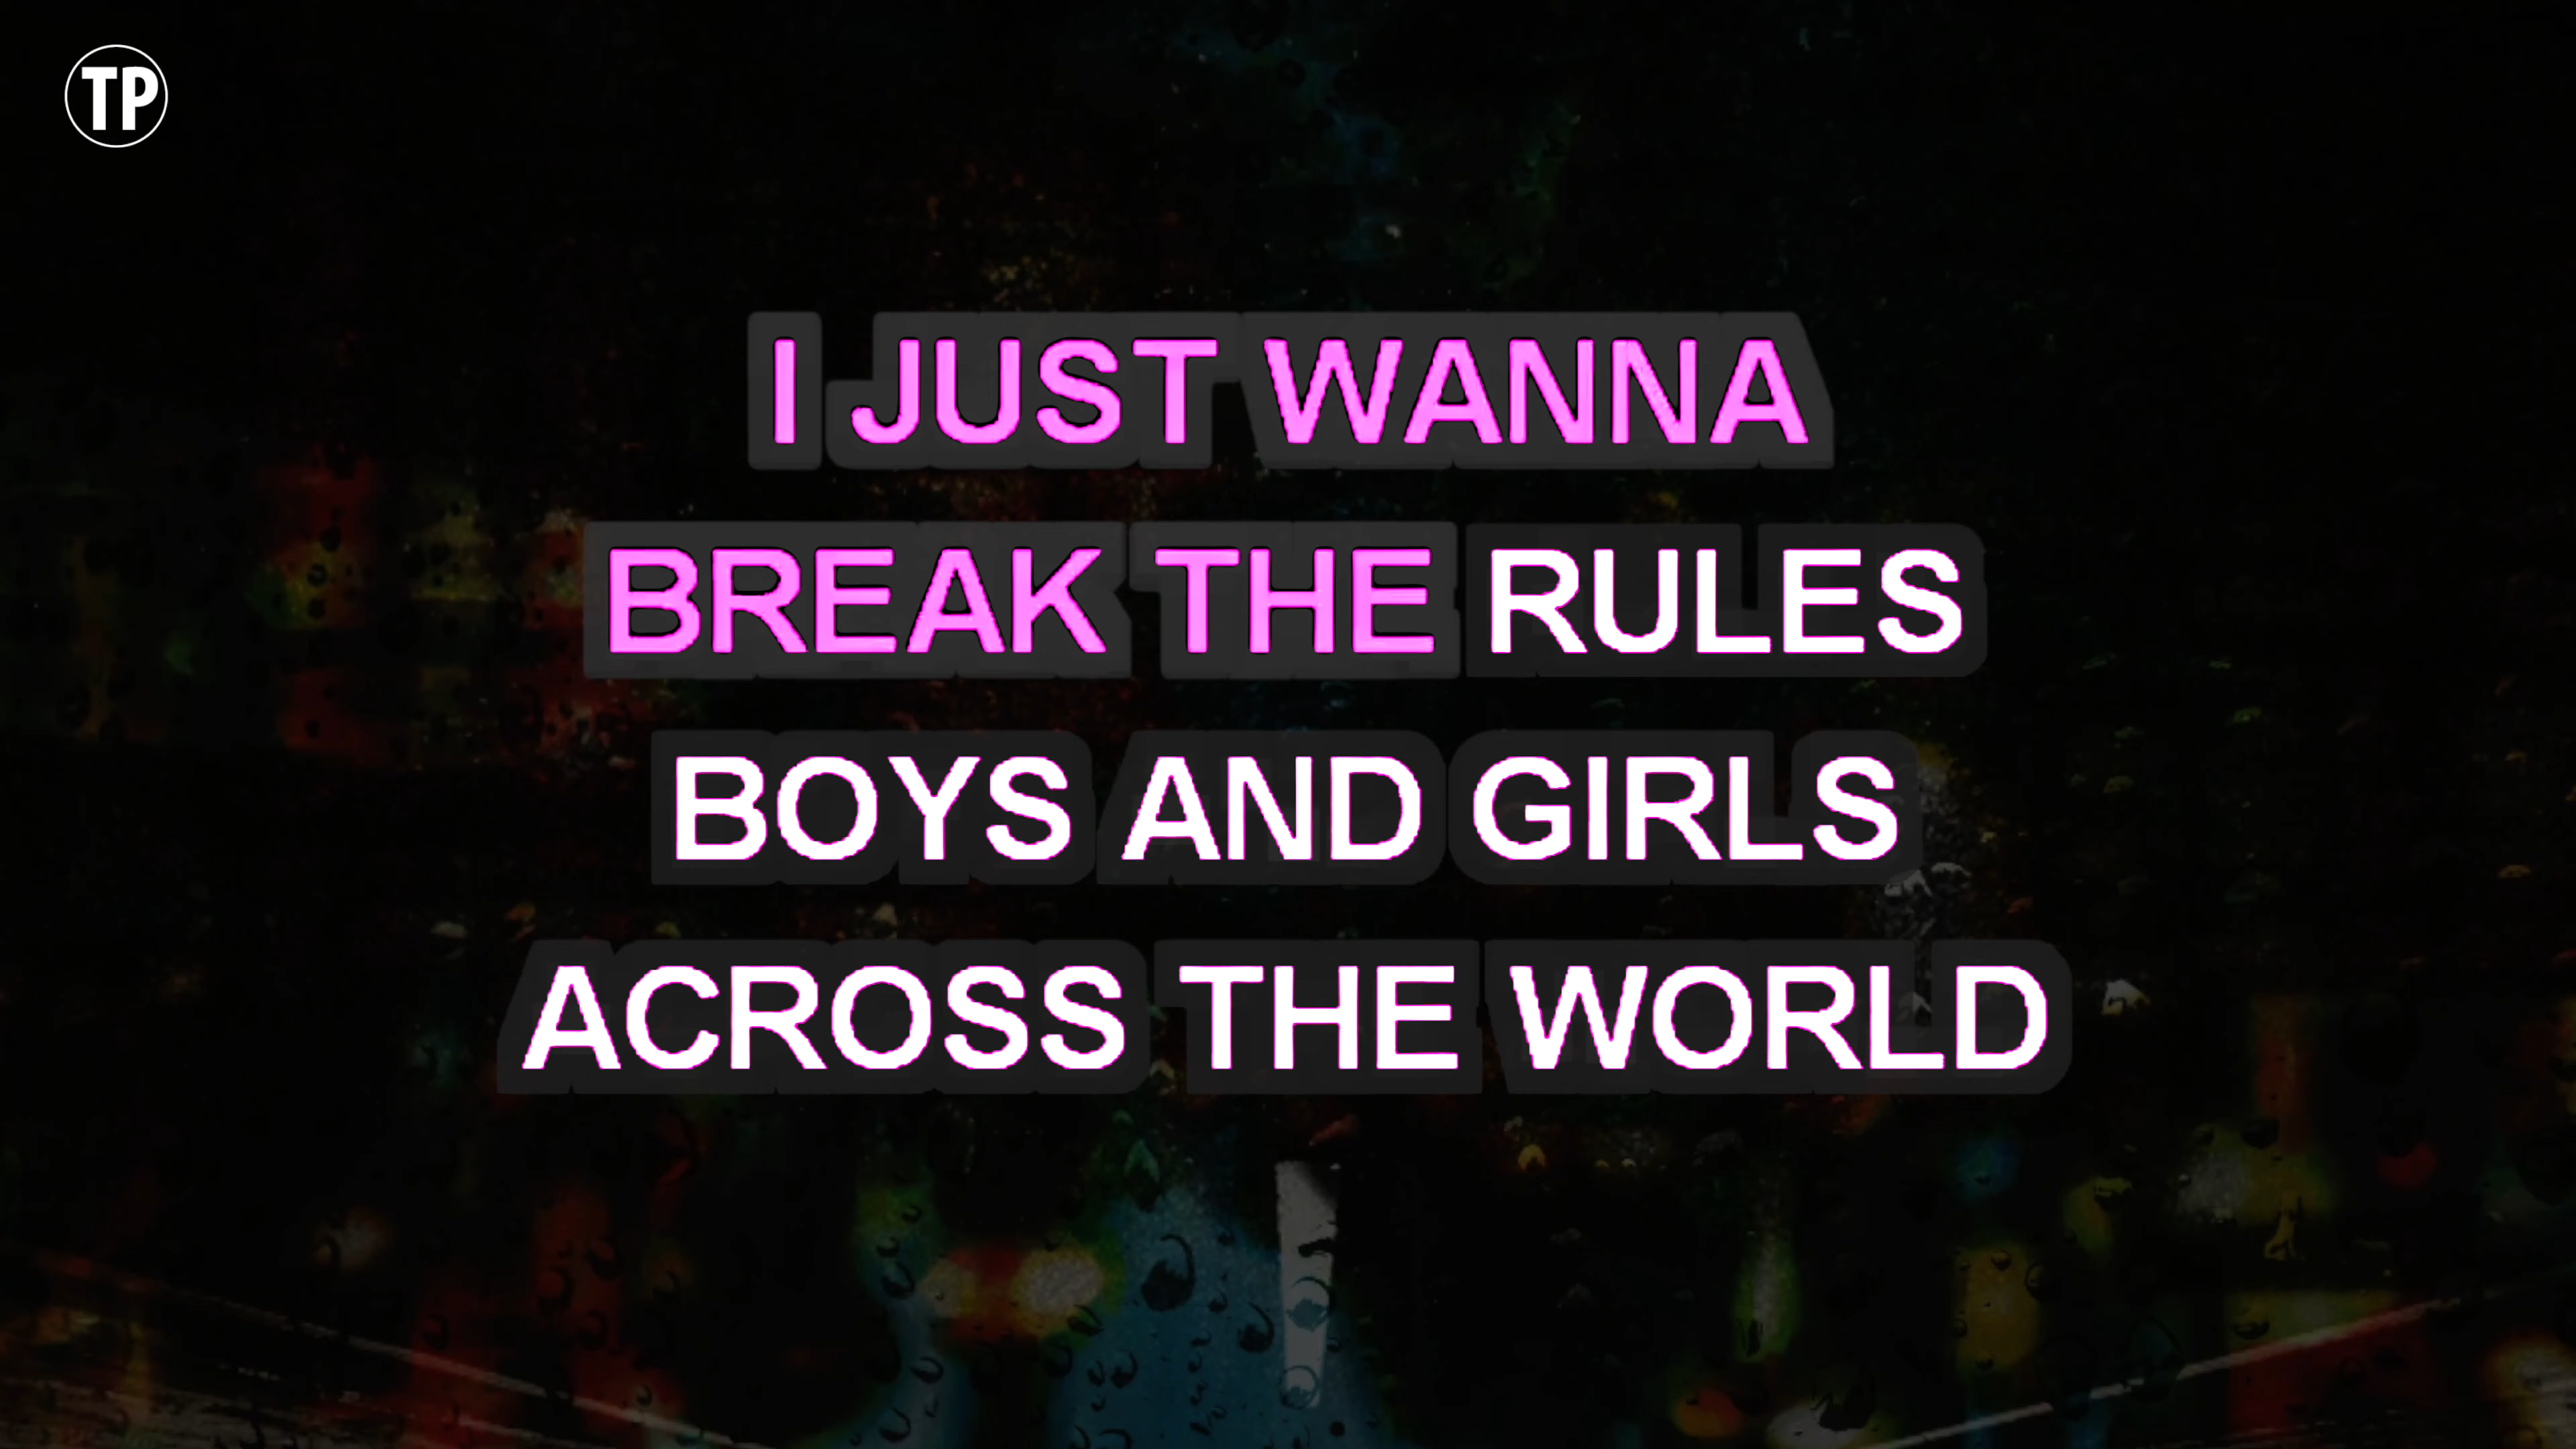 TP
I JUST WANNA
BREAK THE RULES
BOYS AND GIRLS
ACROSS THE WORLD